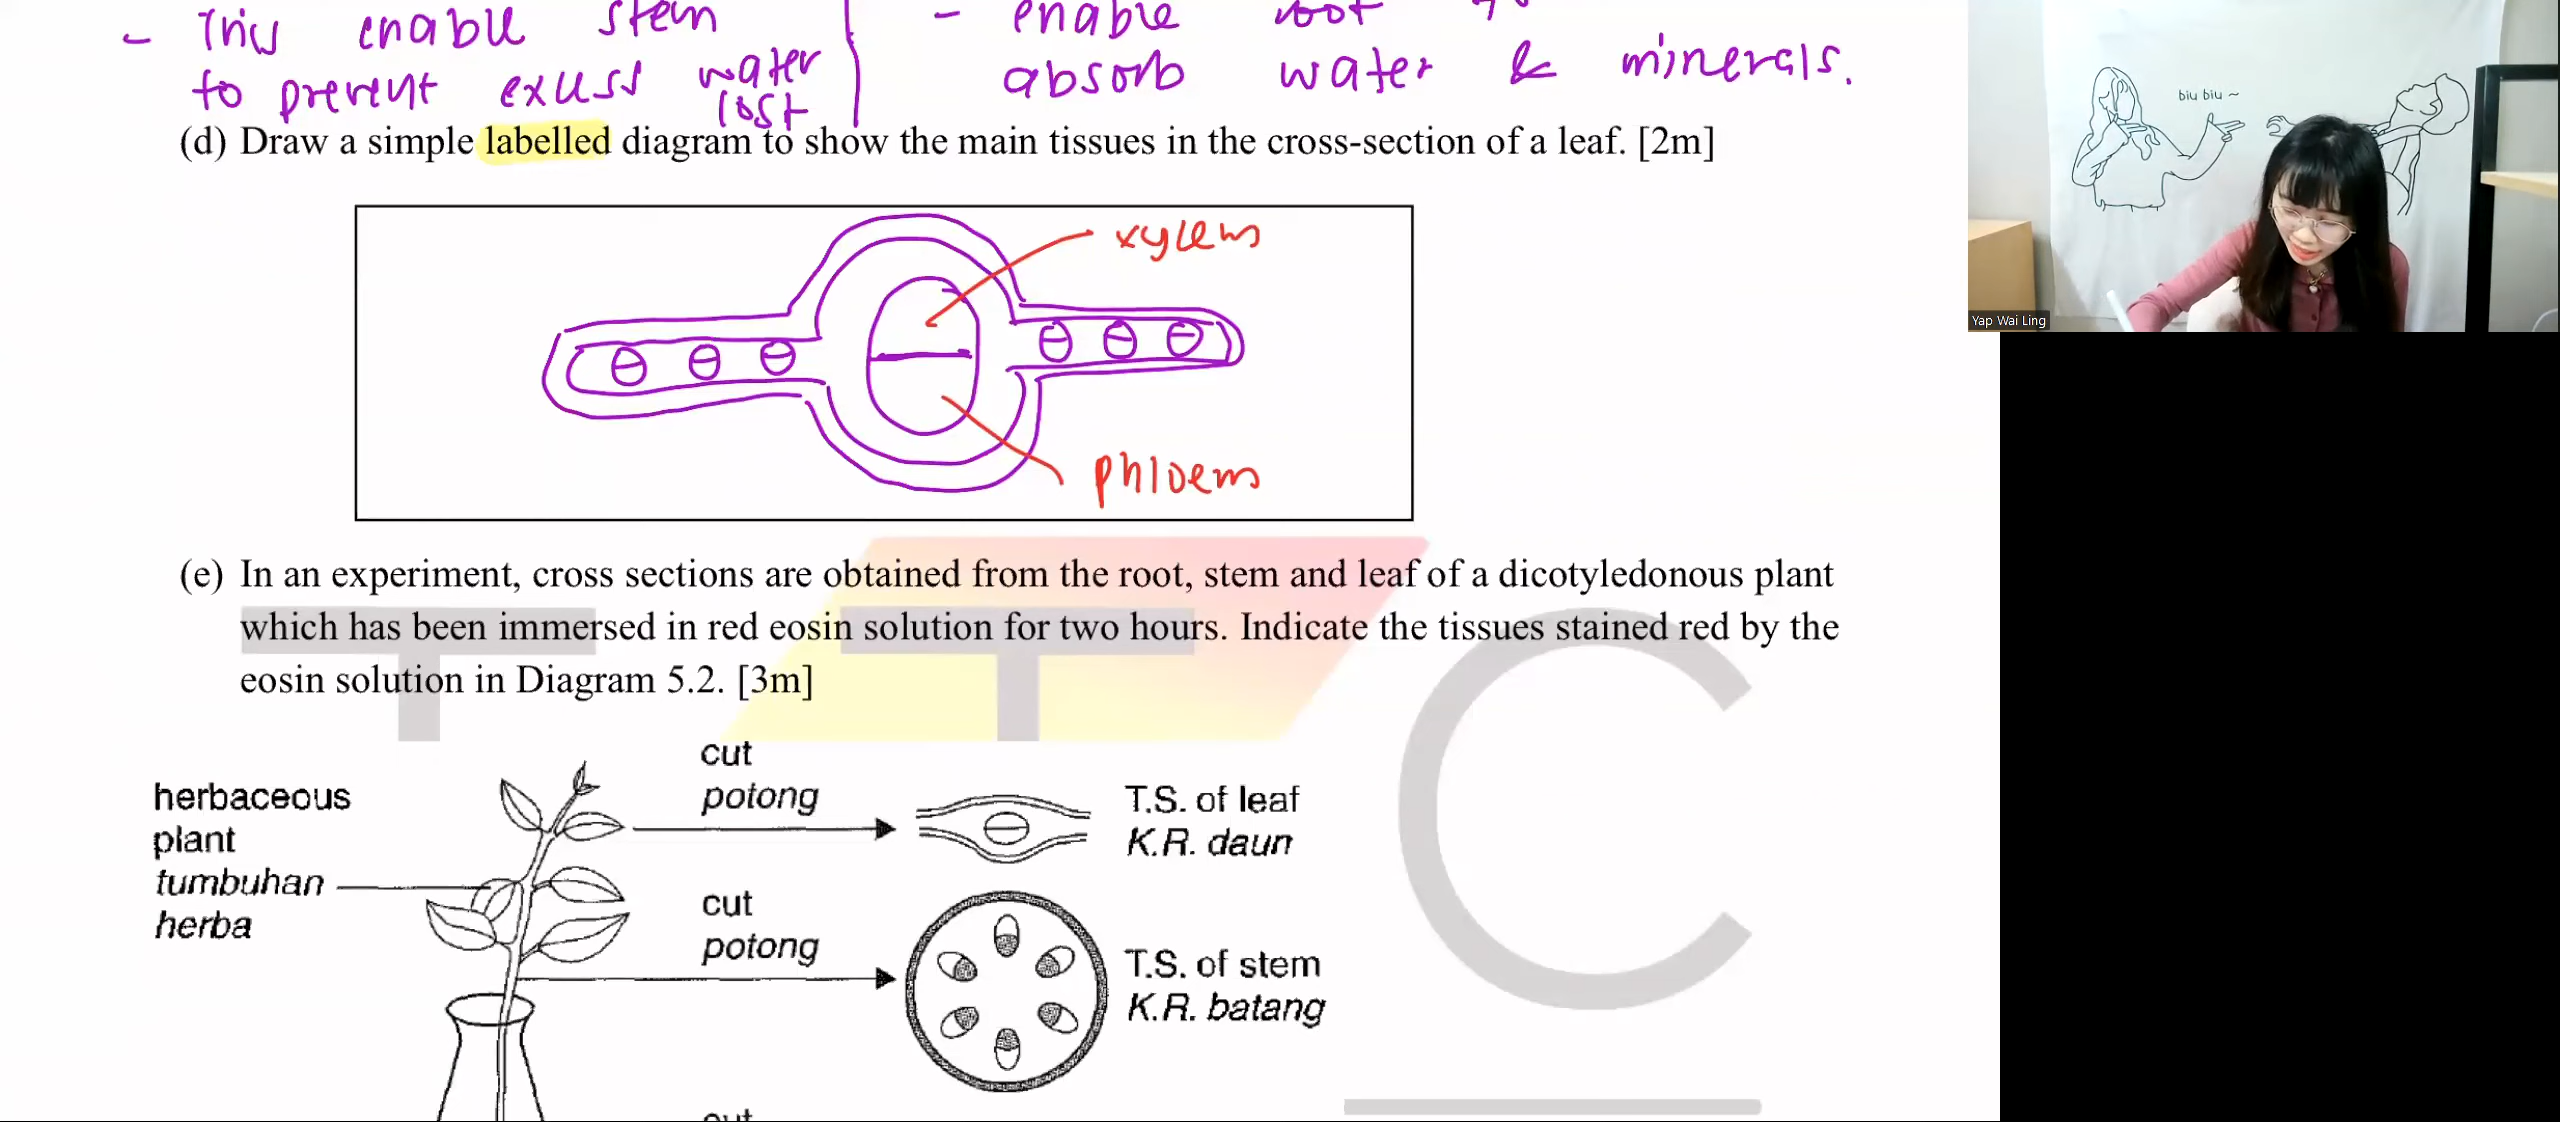 - This enable stem
to prevent excess water
lost
- enable root to
absorb water & minerals.
(d) Draw a simple labelled diagram to show the main tissues in the cross-section of a leaf. [2m]
xylem
phloem
(e) In an experiment, cross sections are obtained from the root, stem and leaf of a dicotyledonous plant
which has been immersed in red eosin solution for two hours. Indicate the tissues stained red by the
eosin solution in Diagram 5.2. [3m]
herbaceous
plant
tumbuhan
herba
cut
potong
T.S. of leaf
K.R. daun
cut
potong
T.S. of stem
K.R. batang
cut
TTC
biu biu ~
Yap Wai Ling